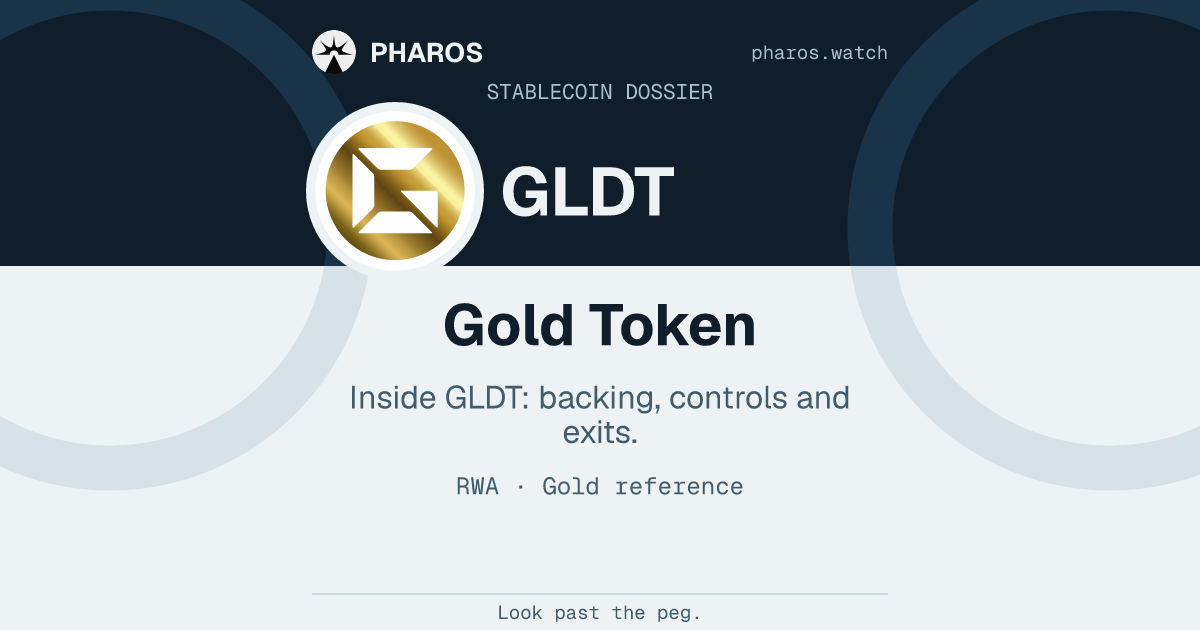 PHAROS
pharos.watch
STABLECOIN DOSSIER
GLDT
Gold Token
Inside GLDT: backing, controls and
exits.
RWA · Gold reference
Look past the peg.